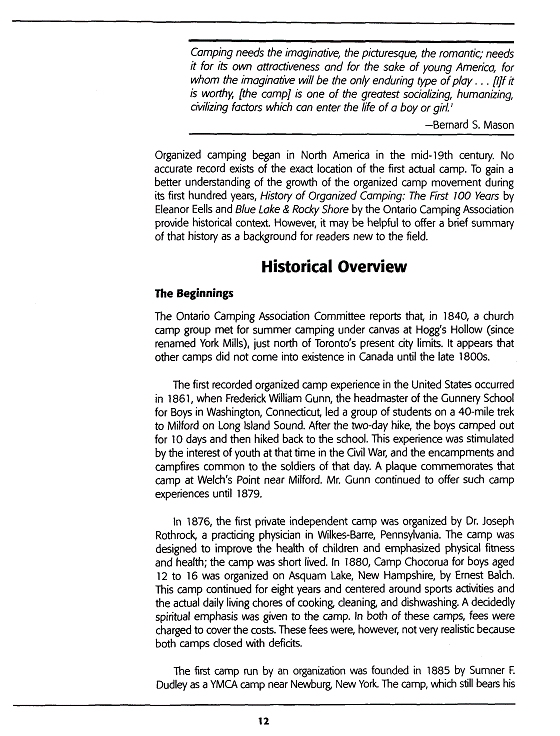 Camping needs the imaginative, the picturesque, the romantic; needs
it for its own attractiveness and for the sake of young America, for
whom the imaginative will be the only enduring type of play . . . [I]f it
is worthy, [the camp] is one of the greatest socializing, humanizing,
civilizing factors which can enter the life of a boy or girl.¹
—Bernard S. Mason
Organized camping began in North America in the mid-19th century. No
accurate record exists of the exact location of the first actual camp. To gain a
better understanding of the growth of the organized camp movement during
its first hundred years, History of Organized Camping: The First 100 Years by
Eleanor Eells and Blue Lake & Rocky Shore by the Ontario Camping Association
provide historical context. However, it may be helpful to offer a brief summary
of that history as a background for readers new to the field.
Historical Overview
The Beginnings
The Ontario Camping Association Committee reports that, in 1840, a church
camp group met for summer camping under canvas at Hogg's Hollow (since
renamed York Mills), just north of Toronto's present city limits. It appears that
other camps did not come into existence in Canada until the late 1800s.
The first recorded organized camp experience in the United States occurred
in 1861, when Frederick William Gunn, the headmaster of the Gunnery School
for Boys in Washington, Connecticut, led a group of students on a 40-mile trek
to Milford on Long Island Sound. After the two-day hike, the boys camped out
for 10 days and then hiked back to the school. This experience was stimulated
by the interest of youth at that time in the Civil War, and the encampments and
campfires common to the soldiers of that day. A plaque commemorates that
camp at Welch's Point near Milford. Mr. Gunn continued to offer such camp
experiences until 1879.
In 1876, the first private independent camp was organized by Dr. Joseph
Rothrock, a practicing physician in Wilkes-Barre, Pennsylvania. The camp was
designed to improve the health of children and emphasized physical fitness
and health; the camp was short lived. In 1880, Camp Chocorua for boys aged
12 to 16 was organized on Asquam Lake, New Hampshire, by Ernest Balch.
This camp continued for eight years and centered around sports activities and
the actual daily living chores of cooking, cleaning, and dishwashing. A decidedly
spiritual emphasis was given to the camp. In both of these camps, fees were
charged to cover the costs. These fees were, however, not very realistic because
both camps closed with deficits.
The first camp run by an organization was founded in 1885 by Sumner F.
Dudley as a YMCA camp near Newburg, New York. The camp, which still bears his
12